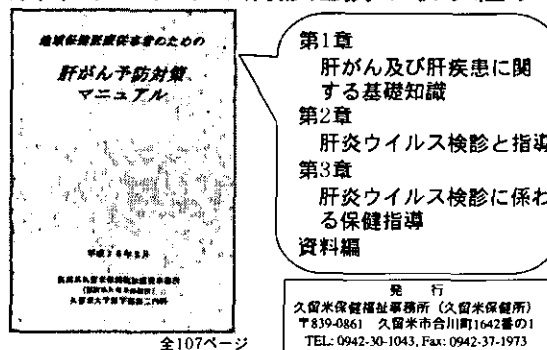 地域保健医療従事者のための
肝がん予防対策
マニュアル
全107ページ
第1章
肝がん及び肝疾患に関
する基礎知識
第2章
肝炎ウイルス検診と指導
第3章
肝炎ウイルス検診に係わ
る保健指導
資料編
発 行
久留米保健福祉事務所（久留米保健所）
〒839-0861 久留米市合川町1642番の1
TEL: 0942-30-1043, Fax: 0942-37-1973